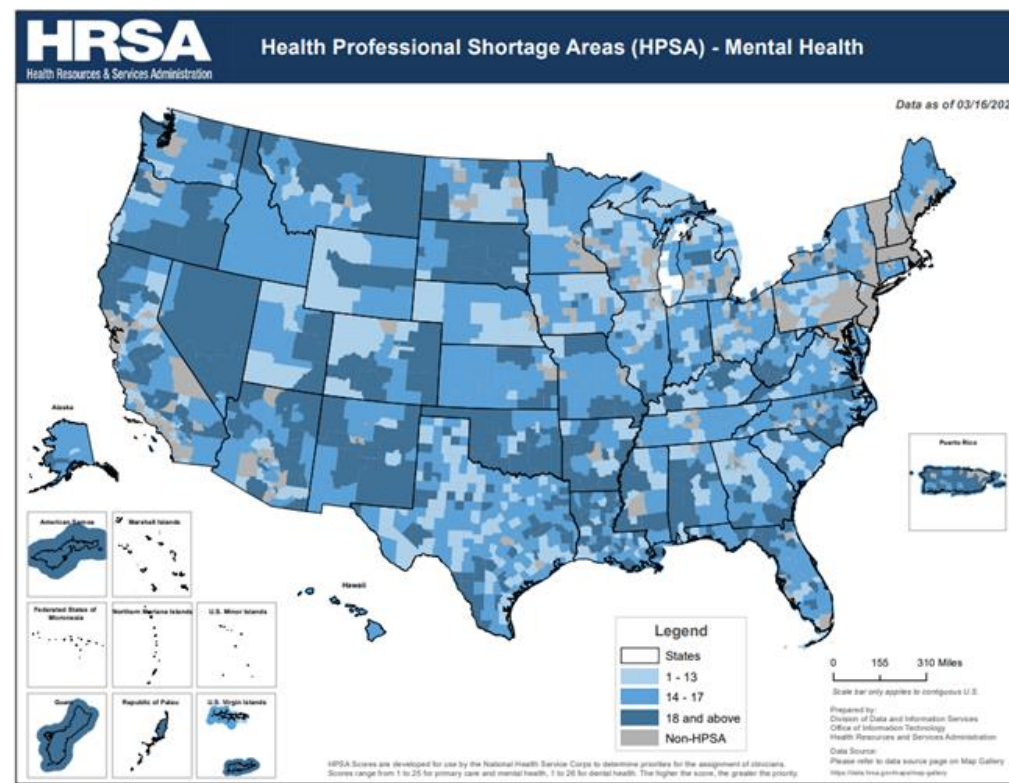 HRSA
Health Resources & Services Administration
Health Professional Shortage Areas (HPSA) - Mental Health
Data as of 03/16/202
Alaska
Puerto Rico
American Samoa
Marshall Islands
Hawaii
Federated States of
Micronesia
Northern Mariana Islands
U.S. Minor Islands
Guam
Republic of Palau
U.S. Virgin Islands
Legend
States
1 - 13
14 - 17
18 and above
Non-HPSA
0 155 310 Miles
Scale bar only applies to contiguous U.S.
Prepared by:
Division of Data and Information Services
Office of Information Technology
Health Resources and Services Administration
Data Source:
Please refer to data source page on Map Gallery
HPSA Scores are developed for use by the National Health Service Corps to determine priorities for the assignment of clinicians.
Scores range from 1 to 25 for primary care and mental health, 1 to 26 for dental health. The higher the score, the greater the priority.